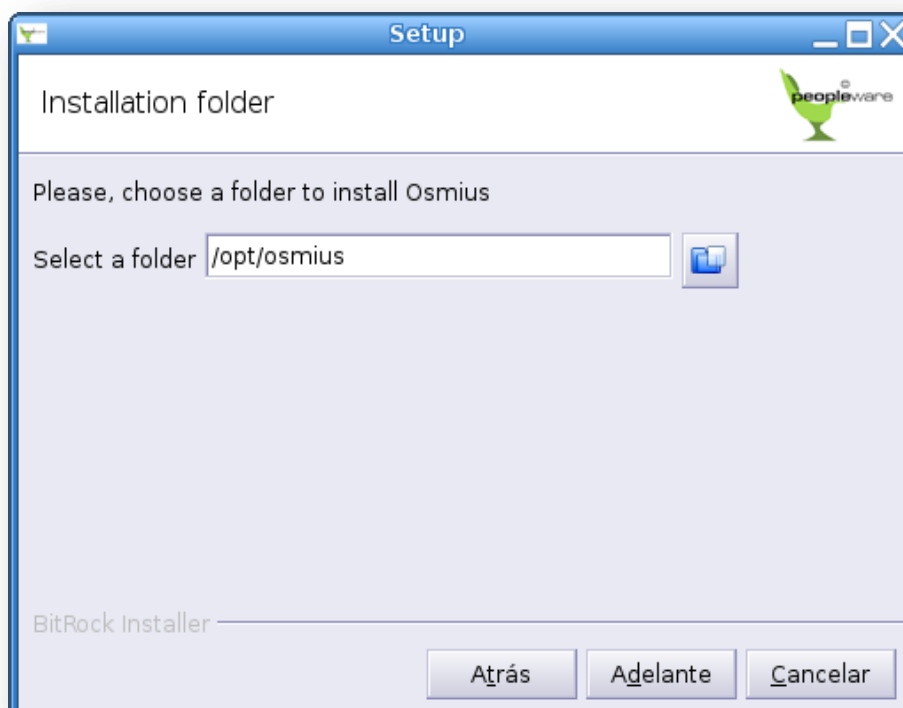 Setup
Installation folder
peopleware
Please, choose a folder to install Osmius
Select a folder /opt/osmius
BitRock Installer
Atrás Adelante Cancelar